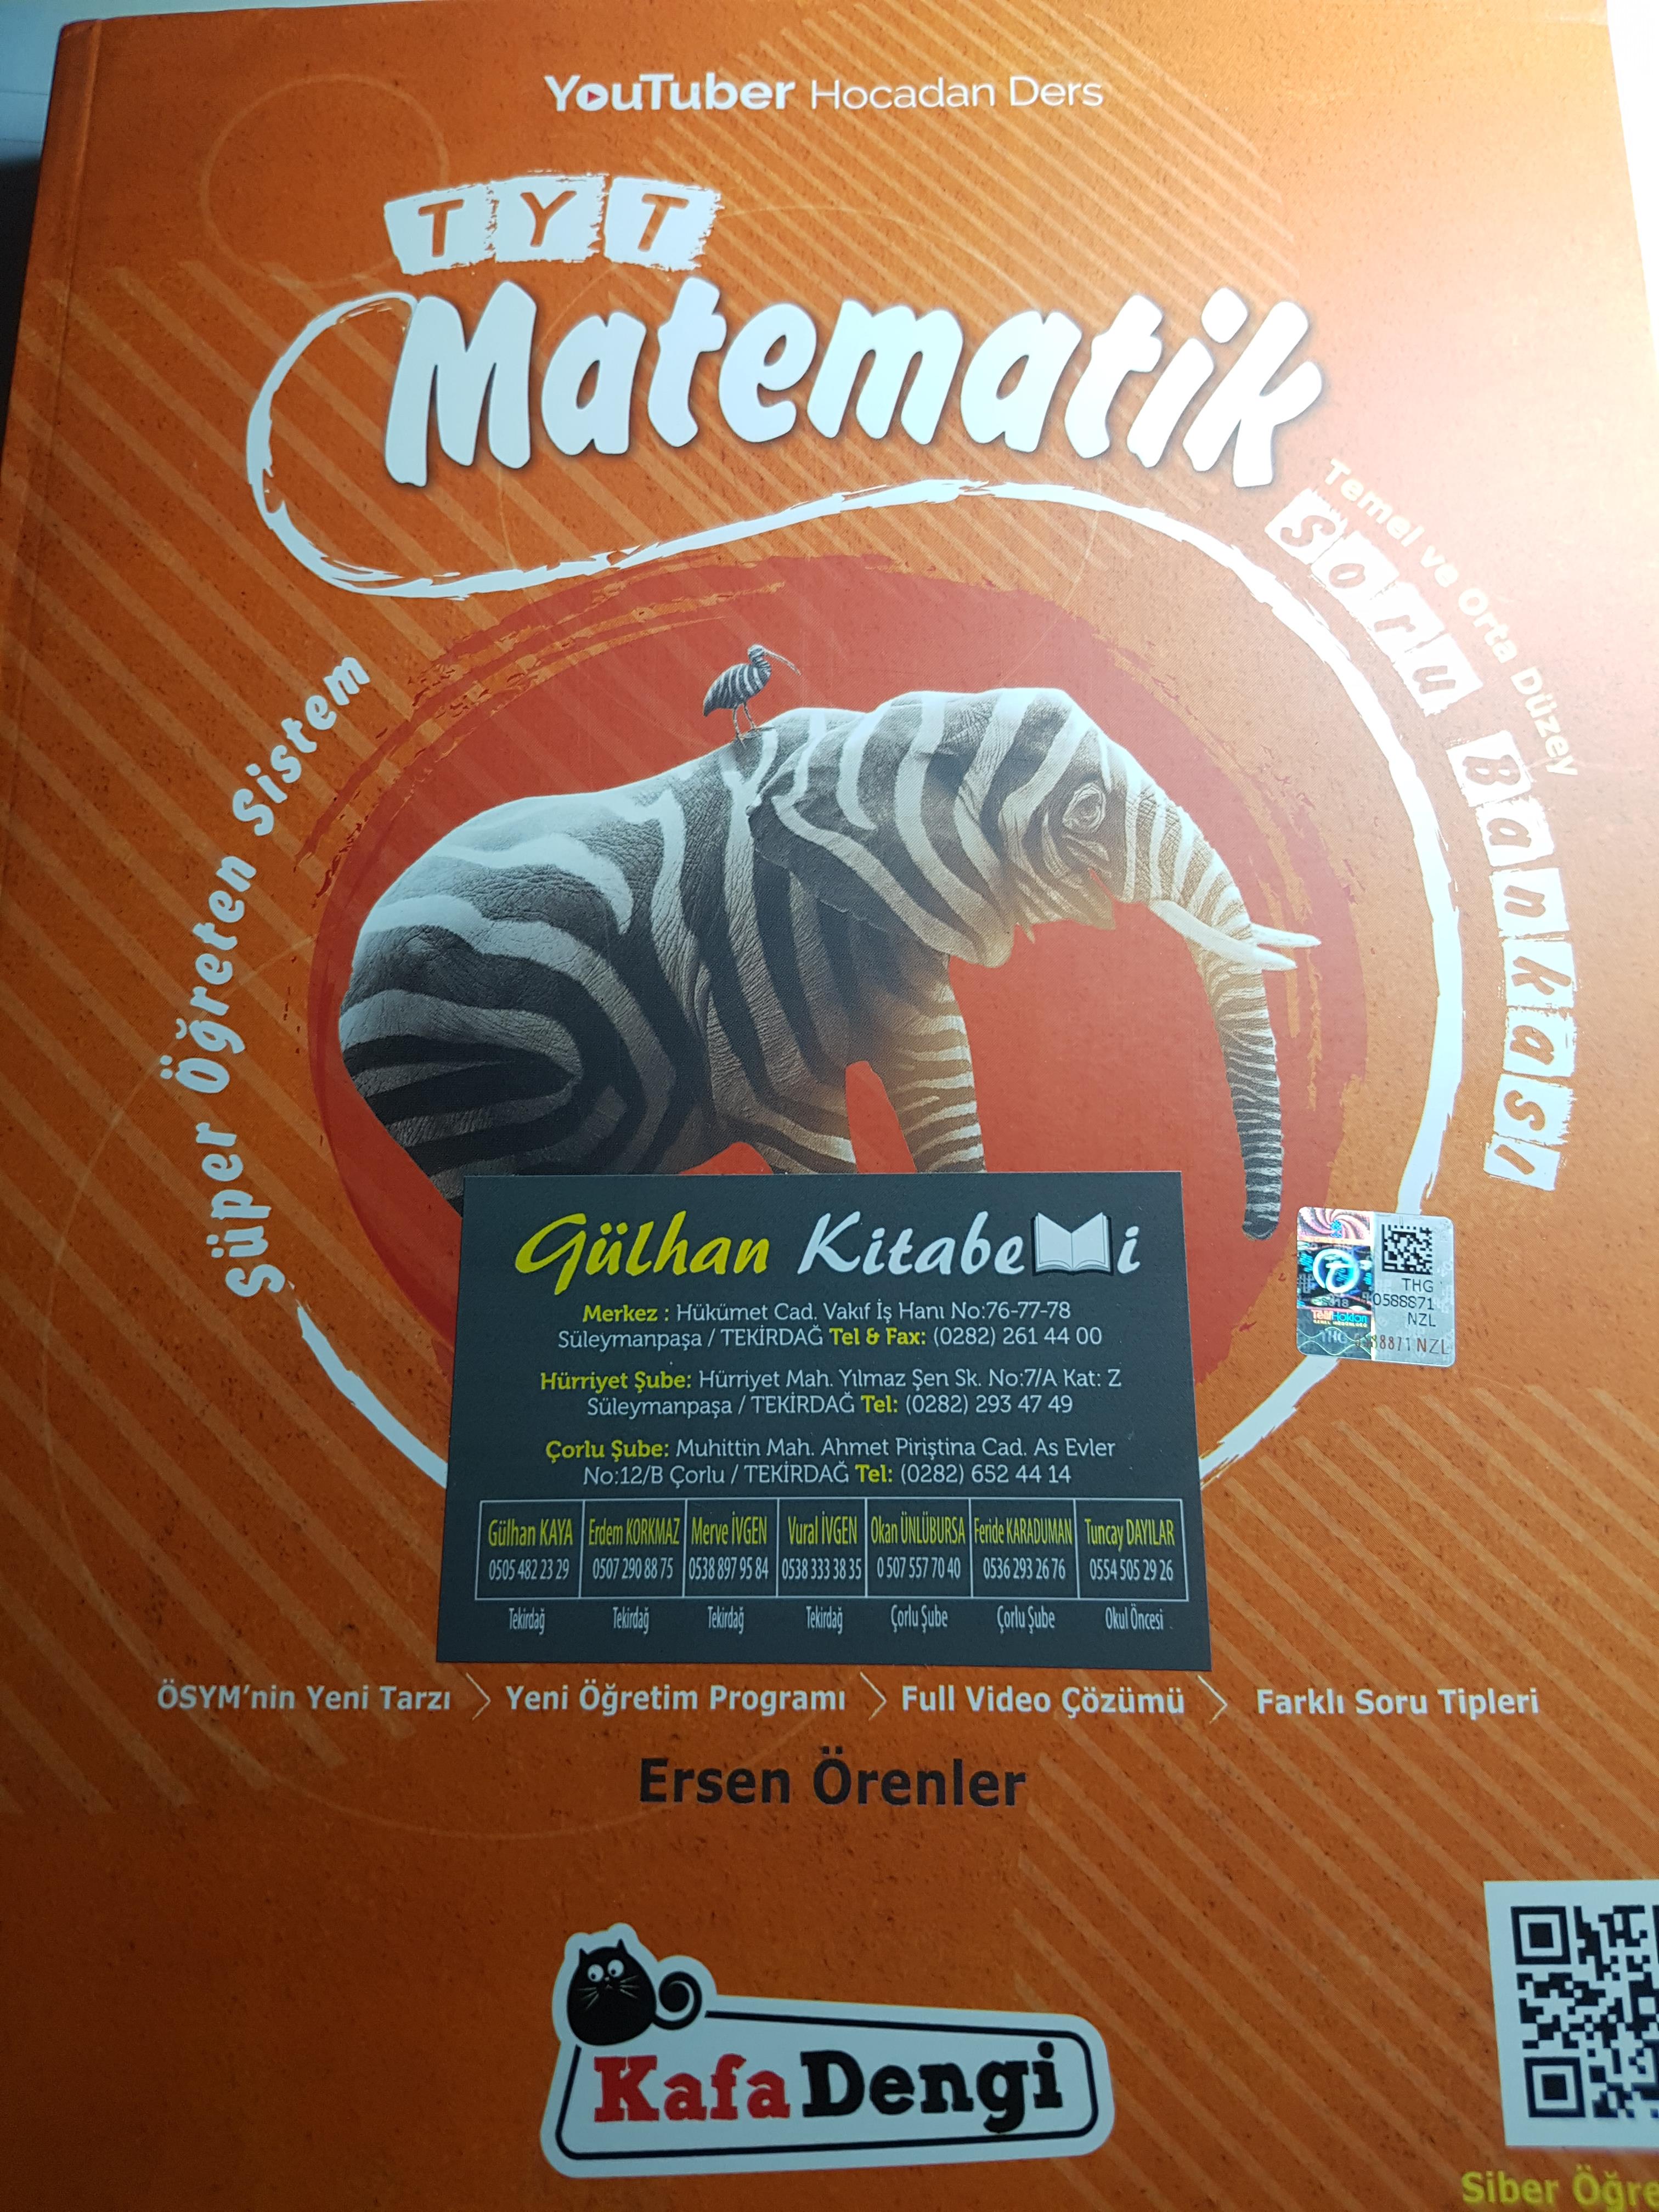 YouTuber Hocadan Ders
TYT
Matematik
Temel ve Orta Düzey
Soru Bankası
Süper Öğreten Sistem
Gülhan Kitabevi
Merkez : Hükümet Cad. Vakıf İş Hanı No:76-77-78
Süleymanpaşa / TEKİRDAĞ Tel & Fax: (0282) 261 44 00
Hürriyet Şube: Hürriyet Mah. Yılmaz Şen Sk. No:7/A Kat: Z
Süleymanpaşa / TEKİRDAĞ Tel: (0282) 293 47 49
Çorlu Şube: Muhittin Mah. Ahmet Piriştina Cad. As Evler
No:12/B Çorlu / TEKİRDAĞ Tel: (0282) 652 44 14
Gülhan KAYA Erdem KORKMAZ Merve İVGEN Vural İVGEN Okan ÜNLÜBURSA Feride KARADUMAN Tuncay DAYILAR
0505 482 23 29 0507 290 88 75 0538 897 95 84 0538 333 38 35 0 507 557 70 40 0536 293 26 76 0554 505 29 26
Tekirdağ Tekirdağ Tekirdağ Tekirdağ Çorlu Şube Çorlu Şube Okul Öncesi
THG
0588871
NZL
ÖSYM'nin Yeni Tarzı Yeni Öğretim Programı Full Video Çözümü Farklı Soru Tipleri
Ersen Örenler
Kafa Dengi
Siber Öğre